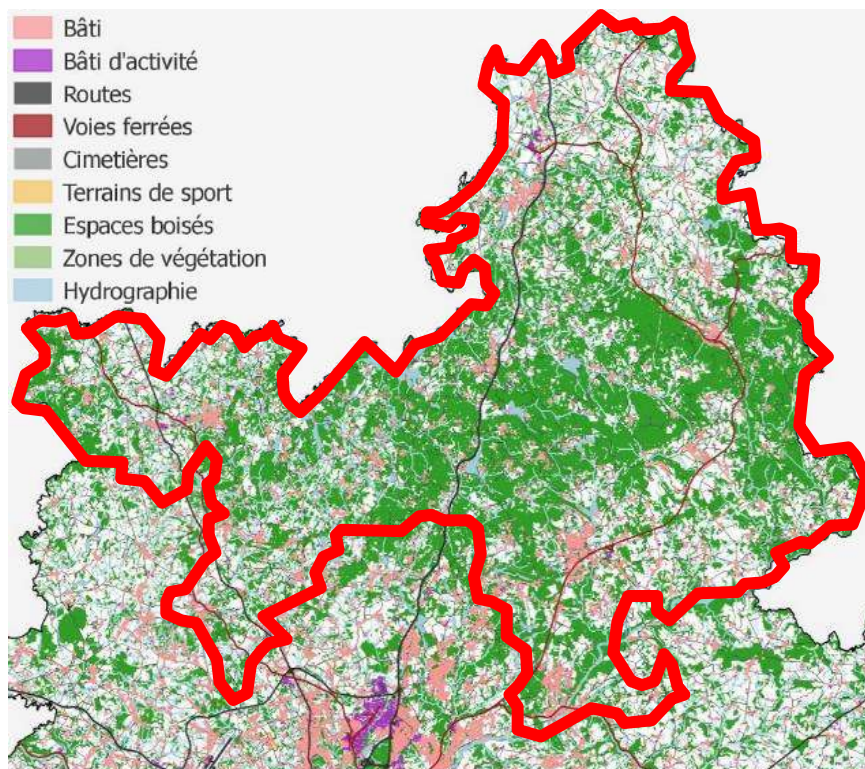 Bâti
Bâti d'activité
Routes
Voies ferrées
Cimetières
Terrains de sport
Espaces boisés
Zones de végétation
Hydrographie